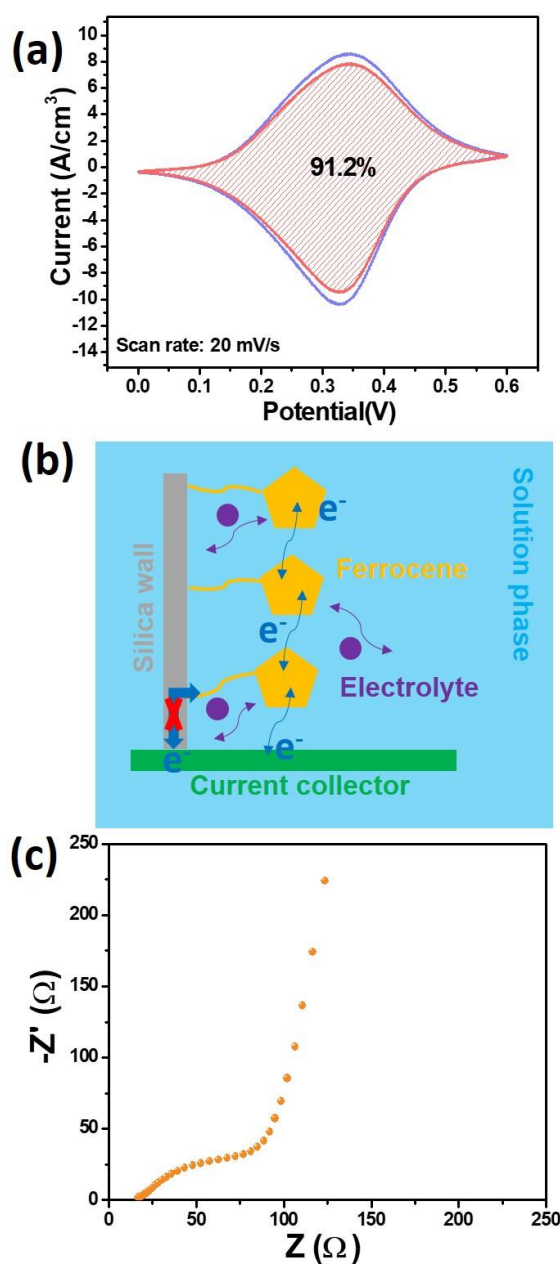 (a)
Current (A/cm³)
10
8
6
4
2
0
-2
-4
-6
-8
-10
-12
-14
91.2%
Scan rate: 20 mV/s
0.0 0.1 0.2 0.3 0.4 0.5 0.6
Potential(V)
(b)
Silica wall
e⁻
Ferrocene
e⁻
Electrolyte
e⁻
e⁻
Current collector
Solution phase
(c)
-Z' (Ω)
250
200
150
100
50
0
0 50 100 150 200 250
Z (Ω)